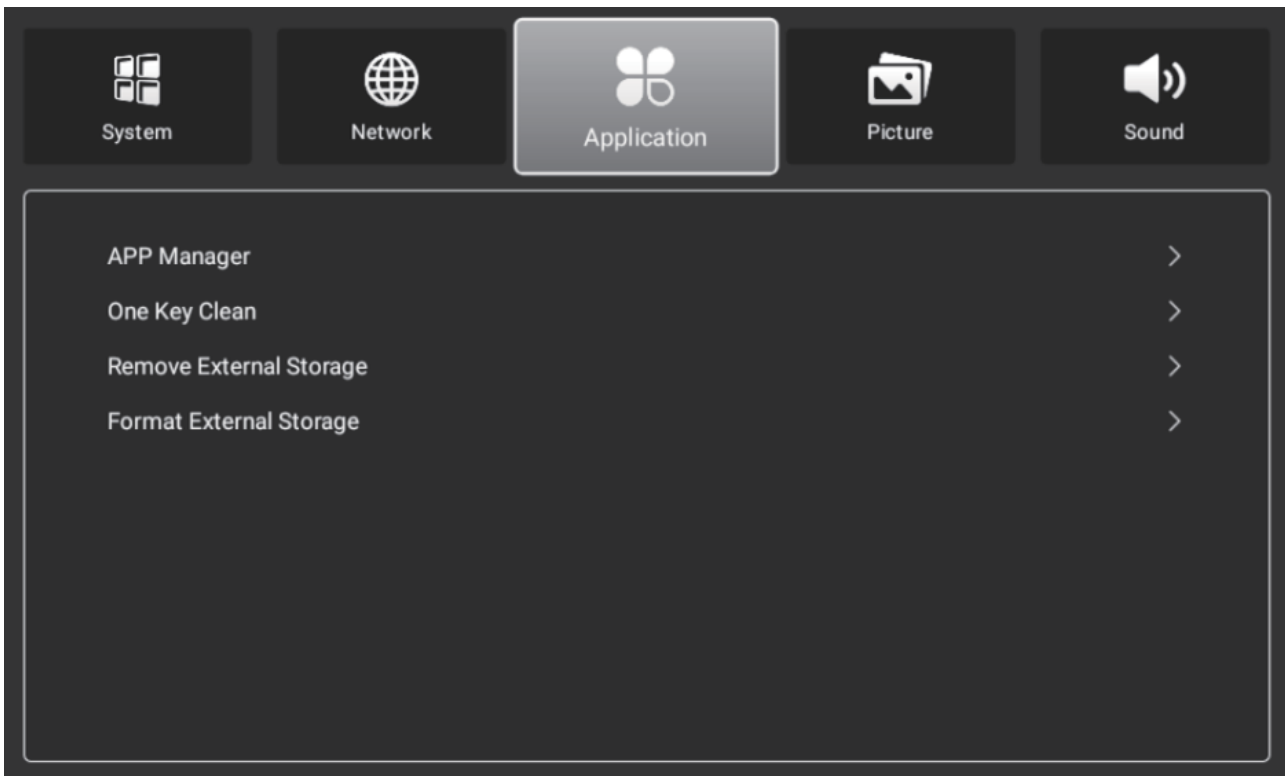 System
Network
Application
Picture
Sound
APP Manager
One Key Clean
Remove External Storage
Format External Storage